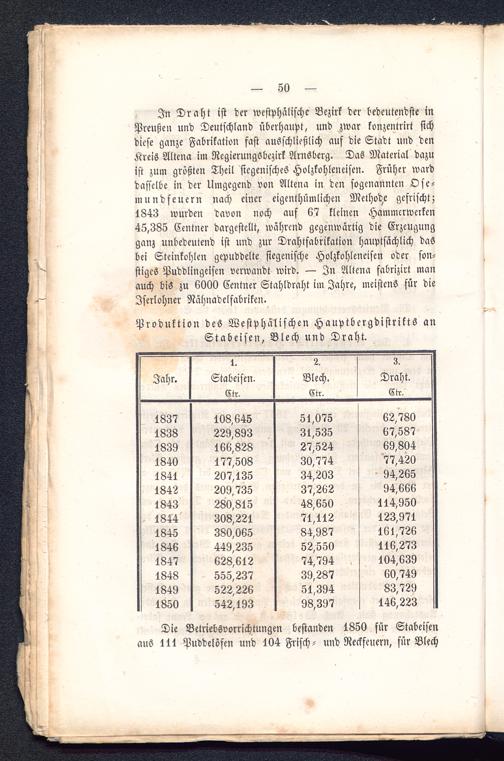 — 50 —
In Draht ist der westphälische Bezirk der bedeutendste in
Preußen und Deutschland überhaupt, und zwar konzentrirt sich
diese ganze Fabrikation fast ausschließlich auf die Stadt und den
Kreis Altena im Regierungsbezirk Arnsberg. Das Material dazu
ist zum größten Theil siegenisches Holzkohleneisen. Früher ward
dasselbe in der Umgegend von Altena in den sogenannten Ose-
mundfeuern nach einer eigenthümlichen Methode gefrischt;
1843 wurden davon noch auf 67 kleinen Hammerwerken
45,385 Centner dargestellt, während gegenwärtig die Erzeugung
ganz unbedeutend ist und zur Drahtfabrikation hauptsächlich das
bei Steinkohlen gepuddelte siegenische Holzkohleneisen oder son-
stiges Puddlingeisen verwandt wird. — In Altena fabrizirt man
auch bis zu 6000 Centner Stahldraht im Jahre, meistens für die
Iserlohner Nähnadelfabriken.
Produktion des Westphälischen Hauptbergdistrikts an
Stabeisen, Blech und Draht.
1. 2. 3.
Jahr. Stabeisen. Blech. Draht.
Ctr. Ctr. Ctr.
1837 108,645 51,075 62,780
1838 229,893 31,535 67,587
1839 166,828 27,524 69,804
1840 177,508 30,774 77,420
1841 207,135 34,203 94,265
1842 209,735 37,262 94,666
1843 280,815 48,650 114,950
1844 308,221 71,112 123,971
1845 380,065 84,987 161,726
1846 449,235 52,550 116,273
1847 628,612 74,794 104,639
1848 555,237 39,287 60,749
1849 522,226 51,394 83,729
1850 542,193 98,397 146,223
Die Betriebsvorrichtungen bestanden 1850 für Stabeisen
aus 111 Puddelöfen und 104 Frisch- und Reckfeuern, für Blech